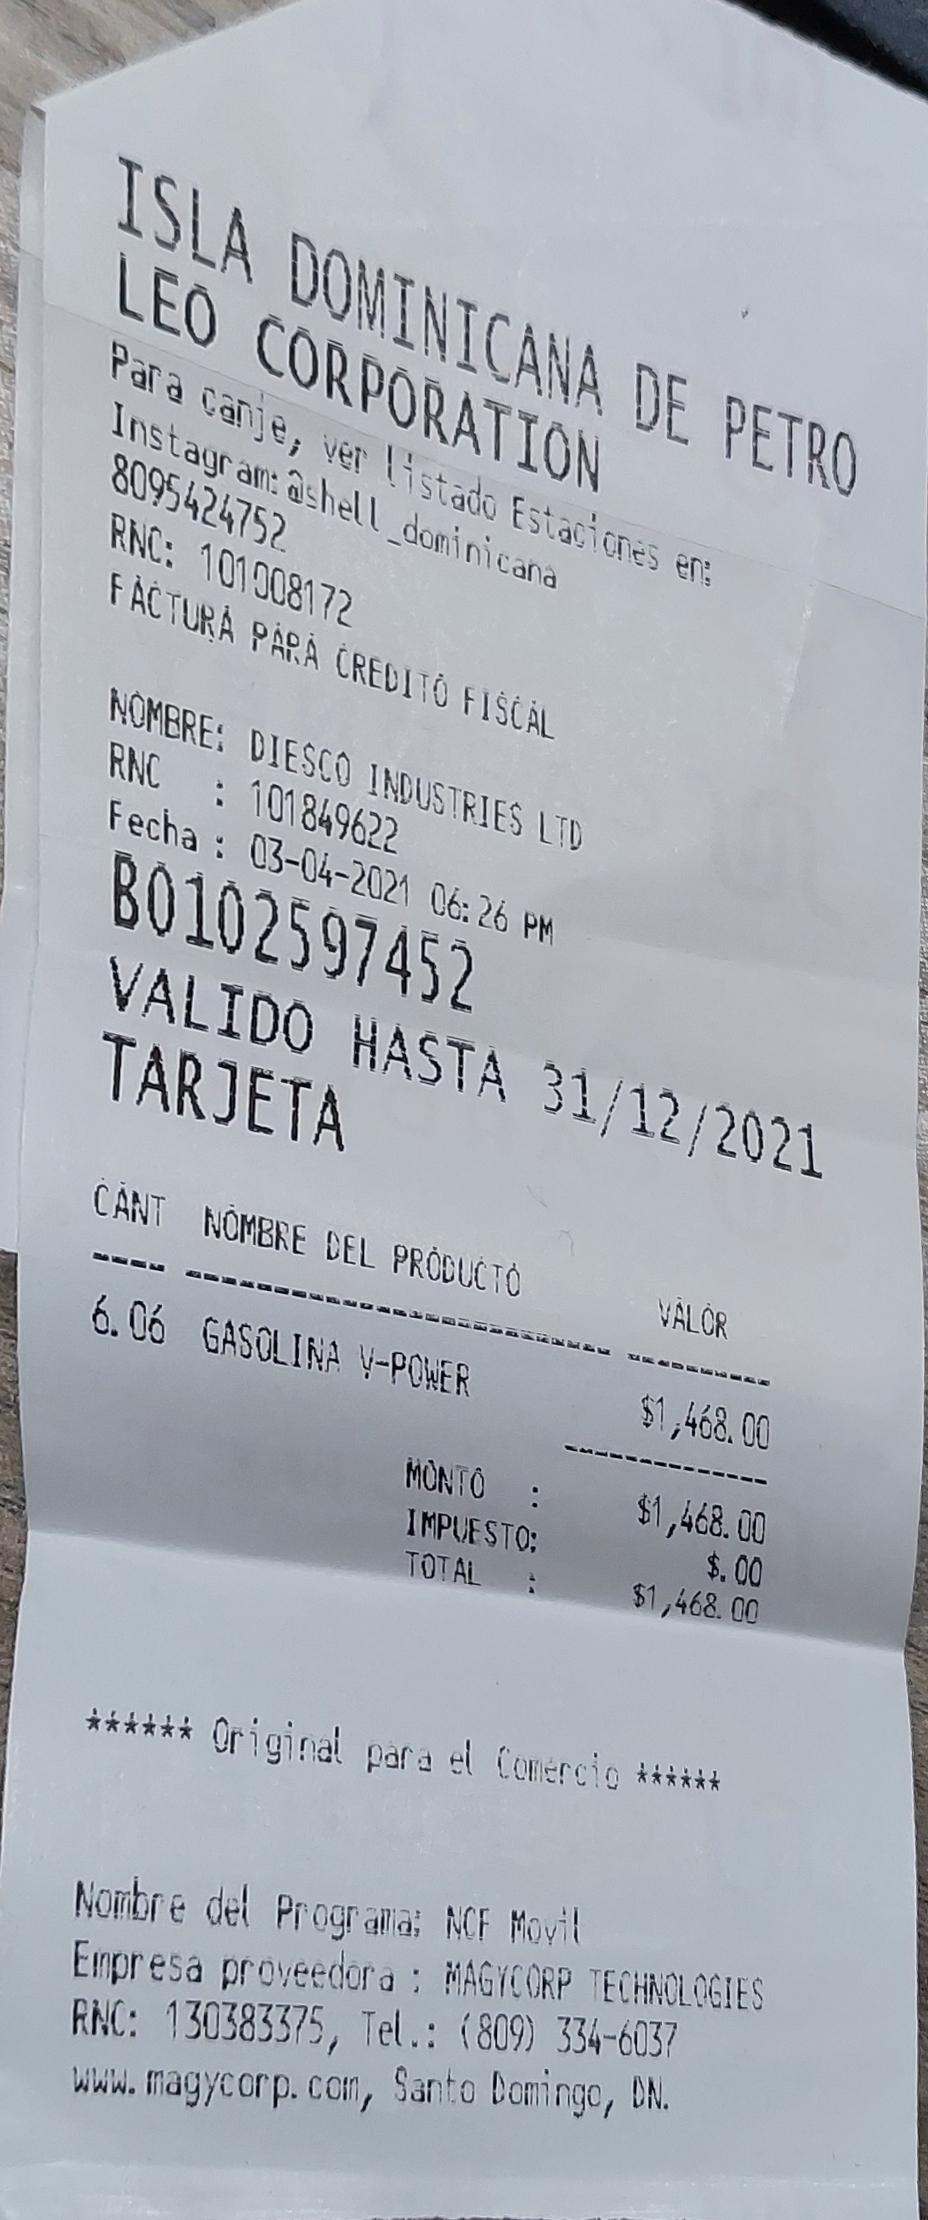 ISLA DOMINICANA DE PETRO
LEO CORPORATION
Para canje, ver listado Estaciones en:
Instagram:@shell_dominicana
8095424752
RNC: 101008172
FACTURA PARA CREDITO FISCAL
NOMBRE: DIESCO INDUSTRIES LTD
RNC : 101849622
Fecha : 03-04-2021 06:26 PM
B0102597452
VALIDO HASTA 31/12/2021
TARJETA
CANT NOMBRE DEL PRODUCTO VALOR
---- ------------------------------ ----------
6.06 GASOLINA V-POWER $1,468.00
--------------
MONTO : $1,468.00
IMPUESTO: $.00
TOTAL : $1,468.00
****** Original para el Comercio ******
Nombre del Programa: NCF Movil
Empresa proveedora : MAGYCORP TECHNOLOGIES
RNC: 130383375, Tel.: (809) 334-6037
www.magycorp.com, Santo Domingo, DN.